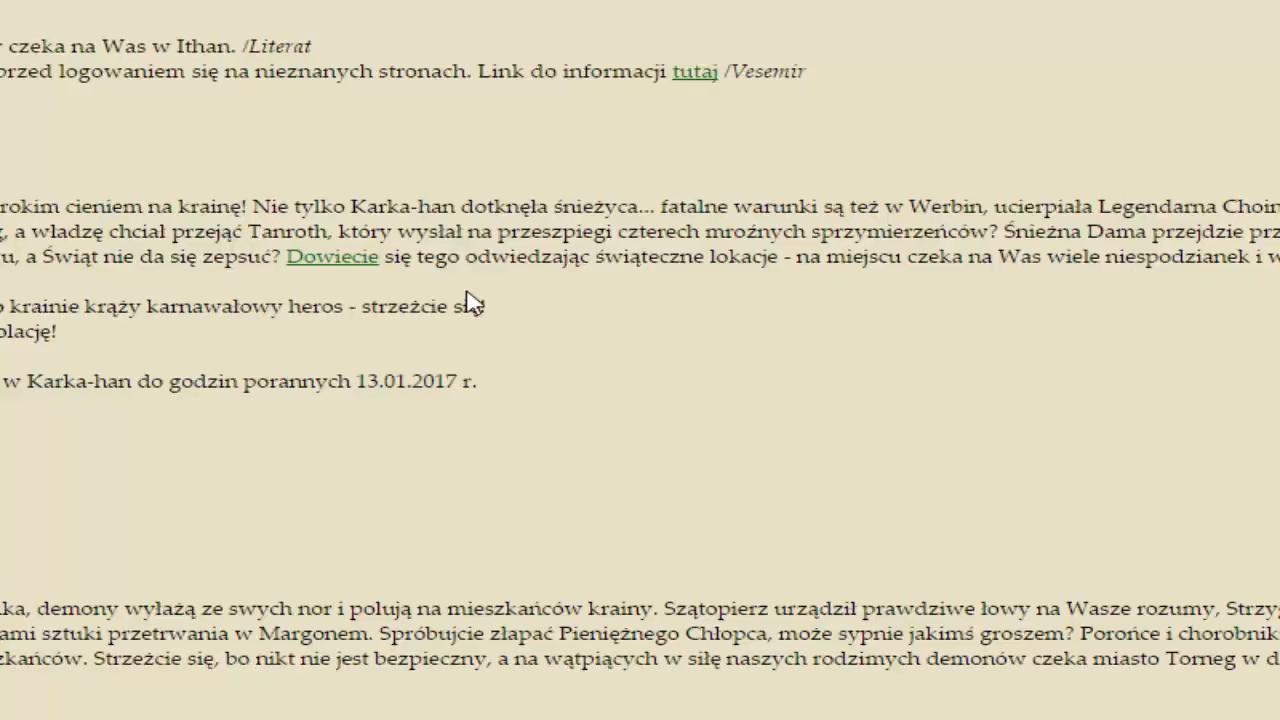 czeka na Was w Ithan. /Literat
przed logowaniem się na nieznanych stronach. Link do informacji tutaj /Vesemir
rokim cieniem na krainę! Nie tylko Karka-han dotknęła śnieżyca... fatalne warunki są też w Werbin, ucierpiała Legendarna Choin
, a władzę chciał przejąć Tanroth, który wysłał na przeszpiegi czterech mroźnych sprzymierzeńców? Śnieżna Dama przejdzie prz
u, a Świąt nie da się zepsuć? Dowiecie się tego odwiedzając świąteczne lokacje - na miejscu czeka na Was wiele niespodzianek i w
o krainie krąży karnawałowy heros - strzeżcie się!
olację!
w Karka-han do godzin porannych 13.01.2017 r.
ka, demony wyłażą ze swych nor i polują na mieszkańców krainy. Szątopierz urządził prawdziwe łowy na Wasze rozumy, Strzy
ami sztuki przetrwania w Margonem. Spróbujcie złapać Pieniężnego Chłopca, może sypnie jakimś groszem? Porońce i chorobnik
zkańców. Strzeżcie się, bo nikt nie jest bezpieczny, a na wątpiących w siłę naszych rodzimych demonów czeka miasto Torneg w d